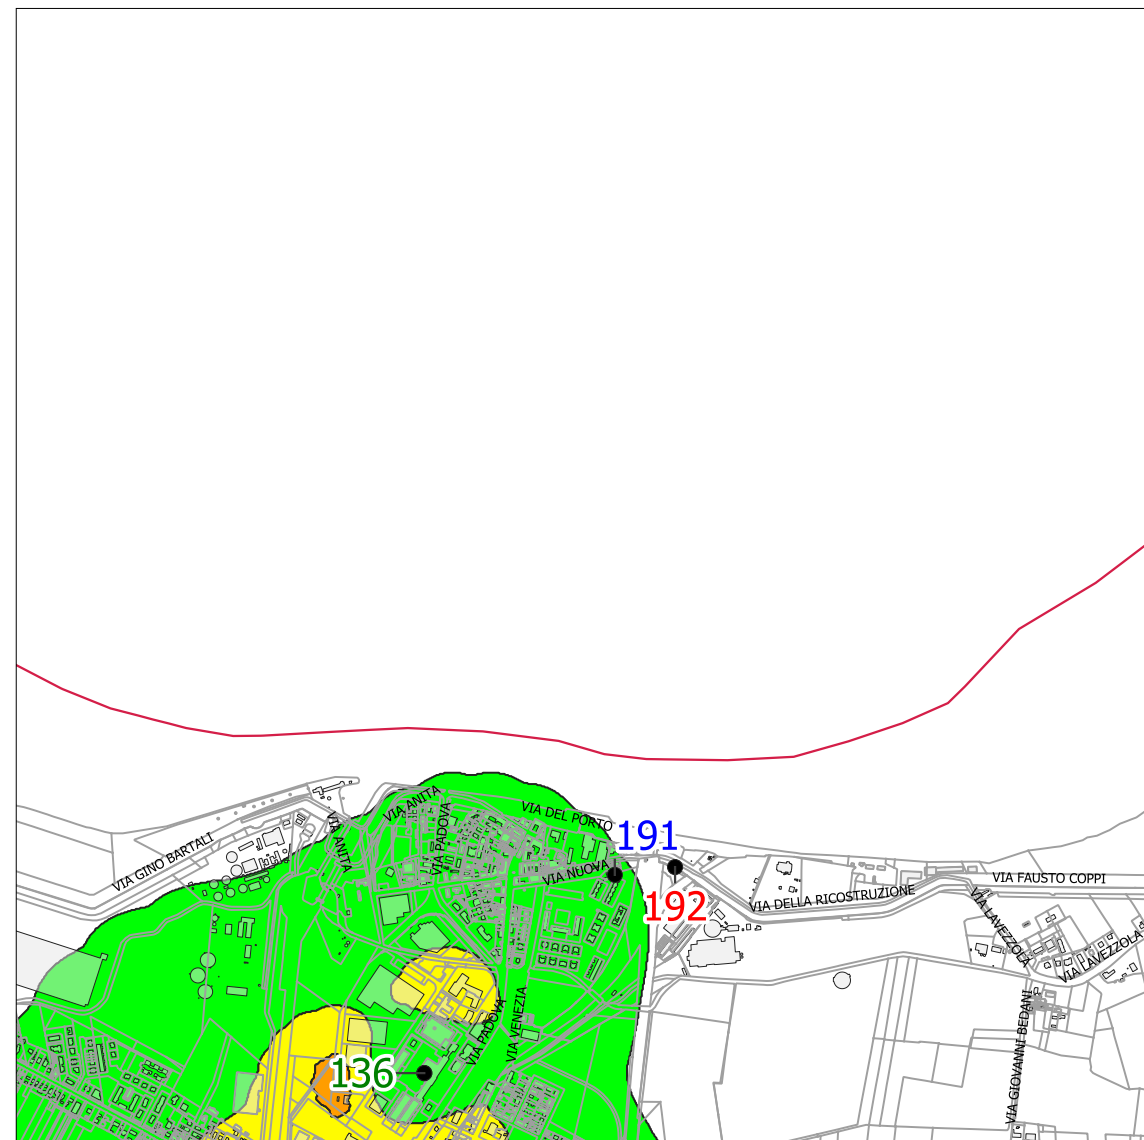 VIA ANITA
VIA PADOVA
VIA DEL PORTO
191
VIA ANITA
VIA GINO BARTALI
VIA NUOVA
VIA FAUSTO COPPI
VIA DELLA RICOSTRUZIONE
192
VIA LAVEZZOLA
VIA LAVEZZOLA
VIA PADOVA
VIA VENEZIA
VIA GIOVANNI BEDANI
136